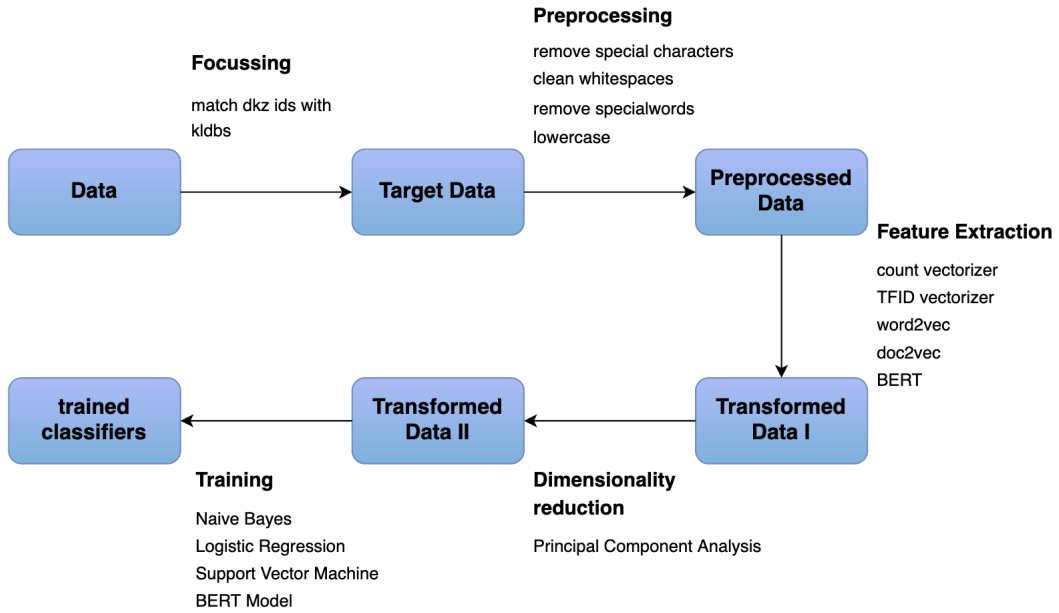 Focussing
match dkz ids with
kldbs
Preprocessing
remove special characters
clean whitespaces
remove specialwords
lowercase
Data
Target Data
Preprocessed
Data
Feature Extraction
count vectorizer
TFID vectorizer
word2vec
doc2vec
BERT
Transformed
Data I
Dimensionality
reduction
Principal Component Analysis
Transformed
Data II
Training
Naive Bayes
Logistic Regression
Support Vector Machine
BERT Model
trained
classifiers